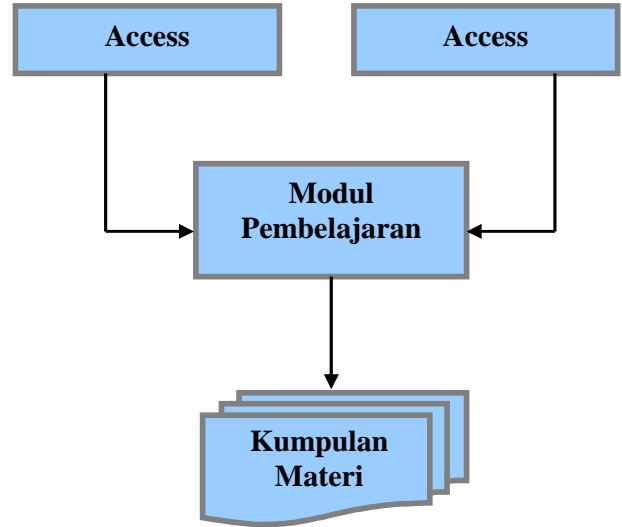 Access
Access
Modul
Pembelajaran
Kumpulan
Materi